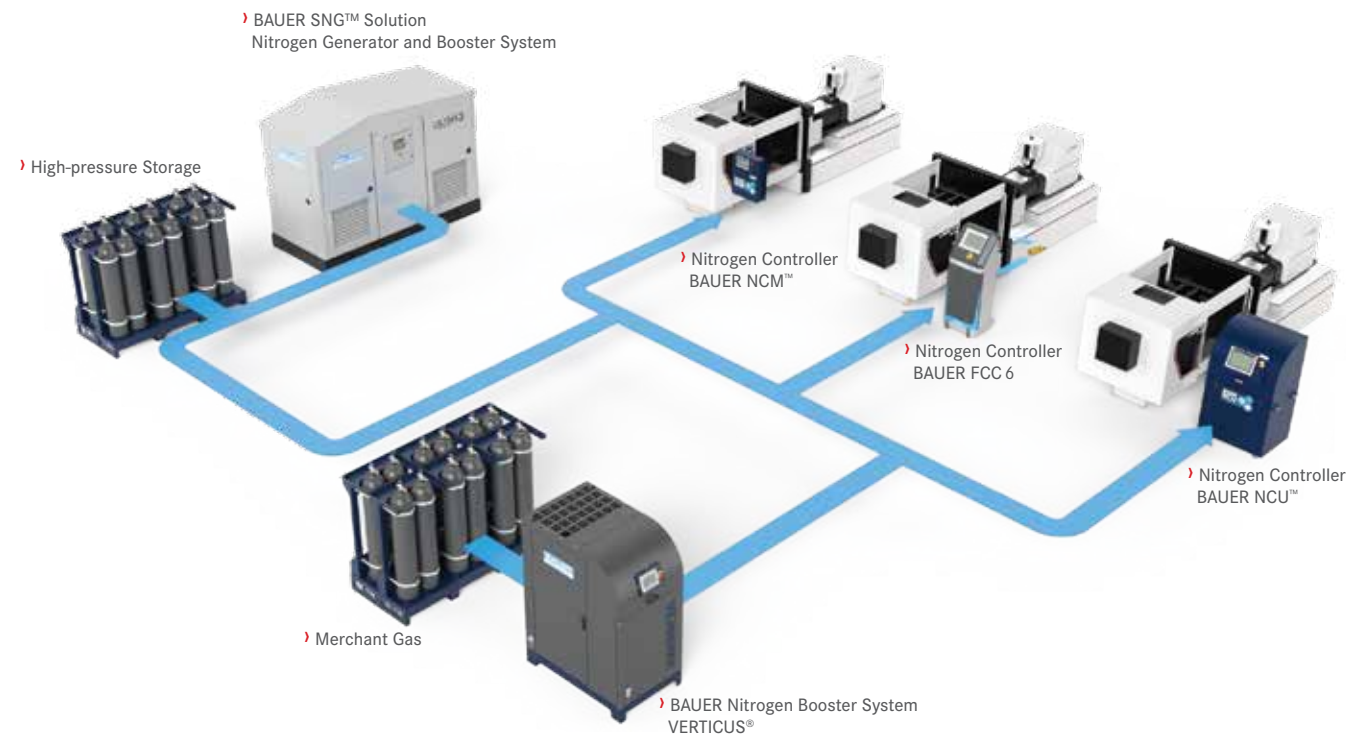 › BAUER SNG™ Solution
Nitrogen Generator and Booster System
› High-pressure Storage
› Nitrogen Controller
BAUER NCM™
› Nitrogen Controller
BAUER FCC 6
› Nitrogen Controller
BAUER NCU™
› Merchant Gas
› BAUER Nitrogen Booster System
VERTICUS®